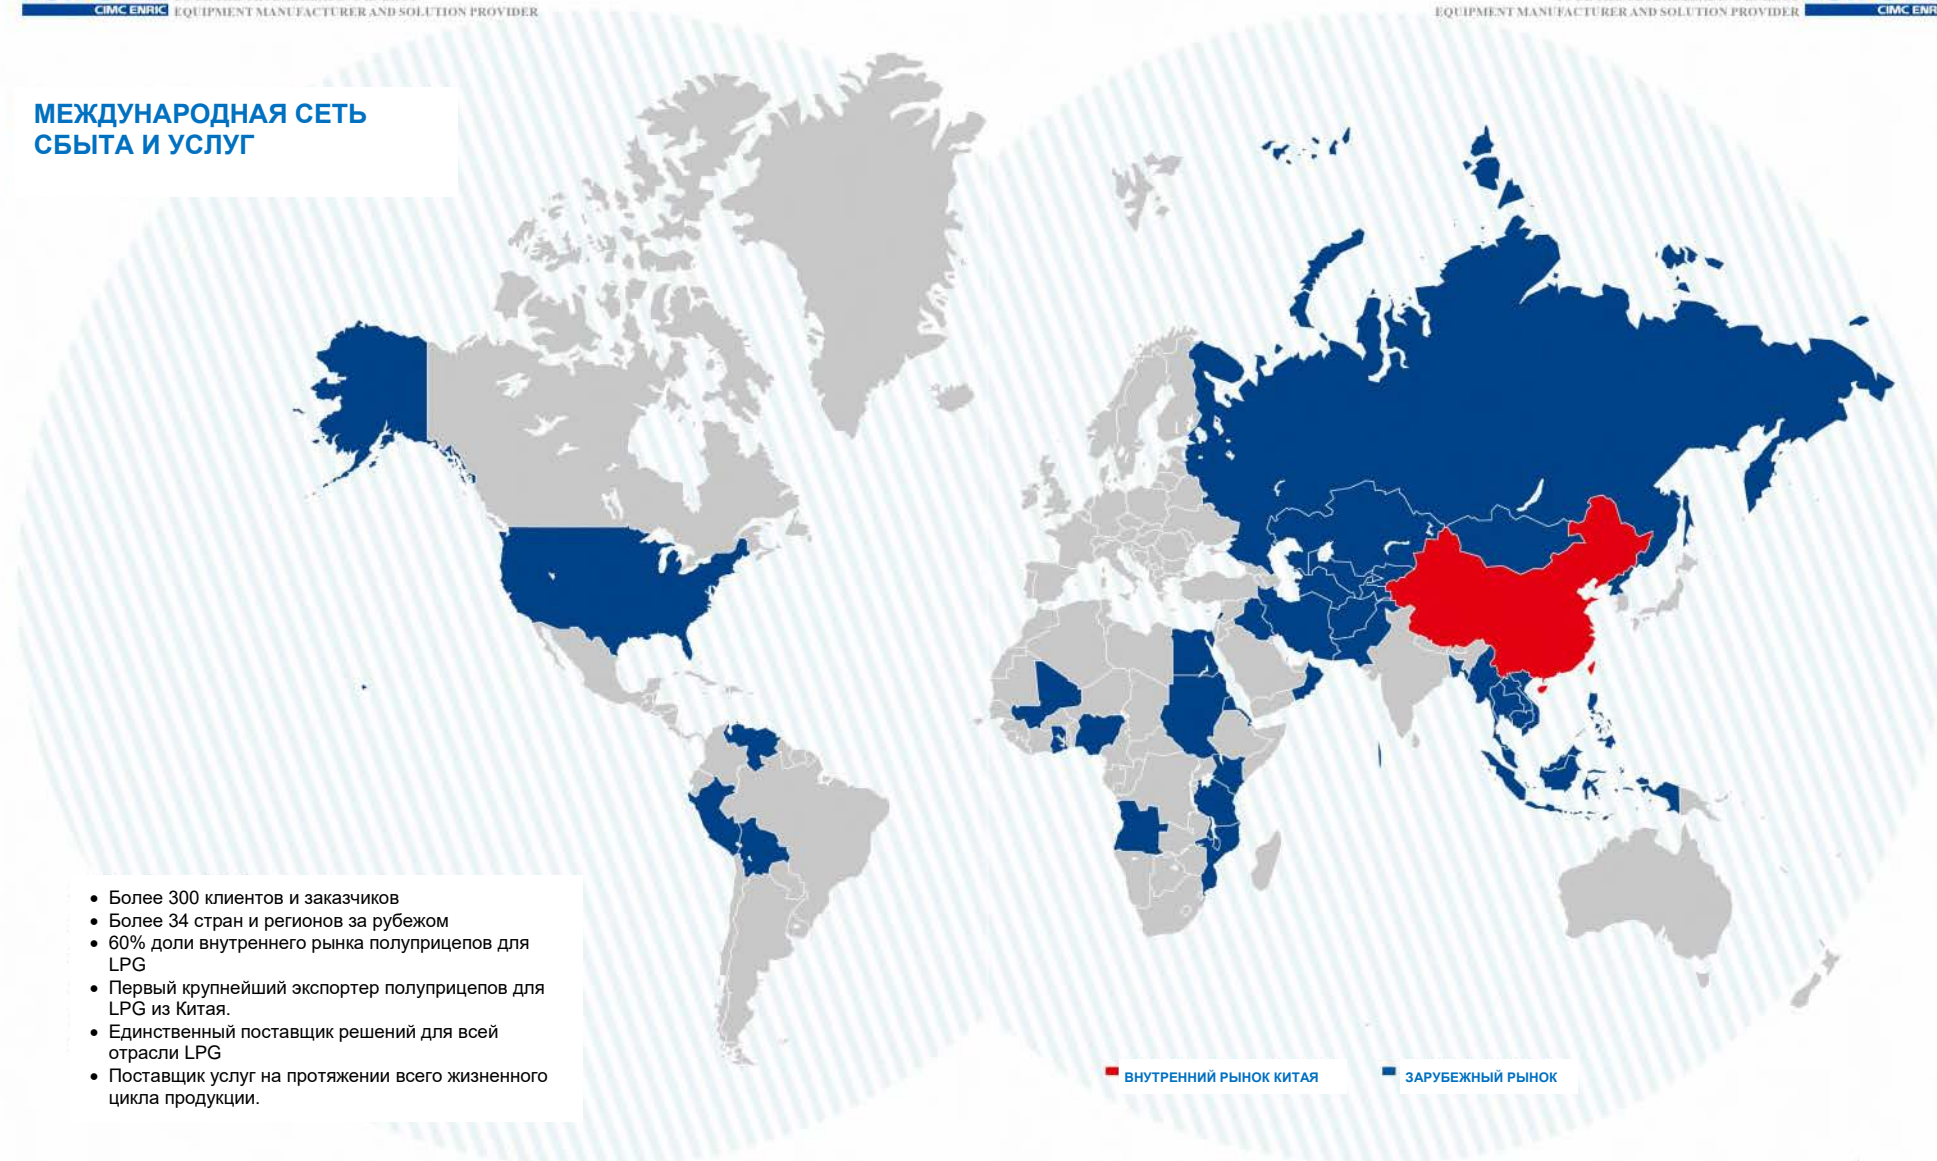 CIMC ENRIC EQUIPMENT MANUFACTURER AND SOLUTION PROVIDER
EQUIPMENT MANUFACTURER AND SOLUTION PROVIDER CIMC ENR
МЕЖДУНАРОДНАЯ СЕТЬ
СБЫТА И УСЛУГ
• Более 300 клиентов и заказчиков
• Более 34 стран и регионов за рубежом
• 60% доли внутреннего рынка полуприцепов для
LPG
• Первый крупнейший экспортер полуприцепов для
LPG из Китая.
• Единственный поставщик решений для всей
отрасли LPG
• Поставщик услуг на протяжении всего жизненного
цикла продукции.
ВНУТРЕННИЙ РЫНОК КИТАЯ
ЗАРУБЕЖНЫЙ РЫНОК